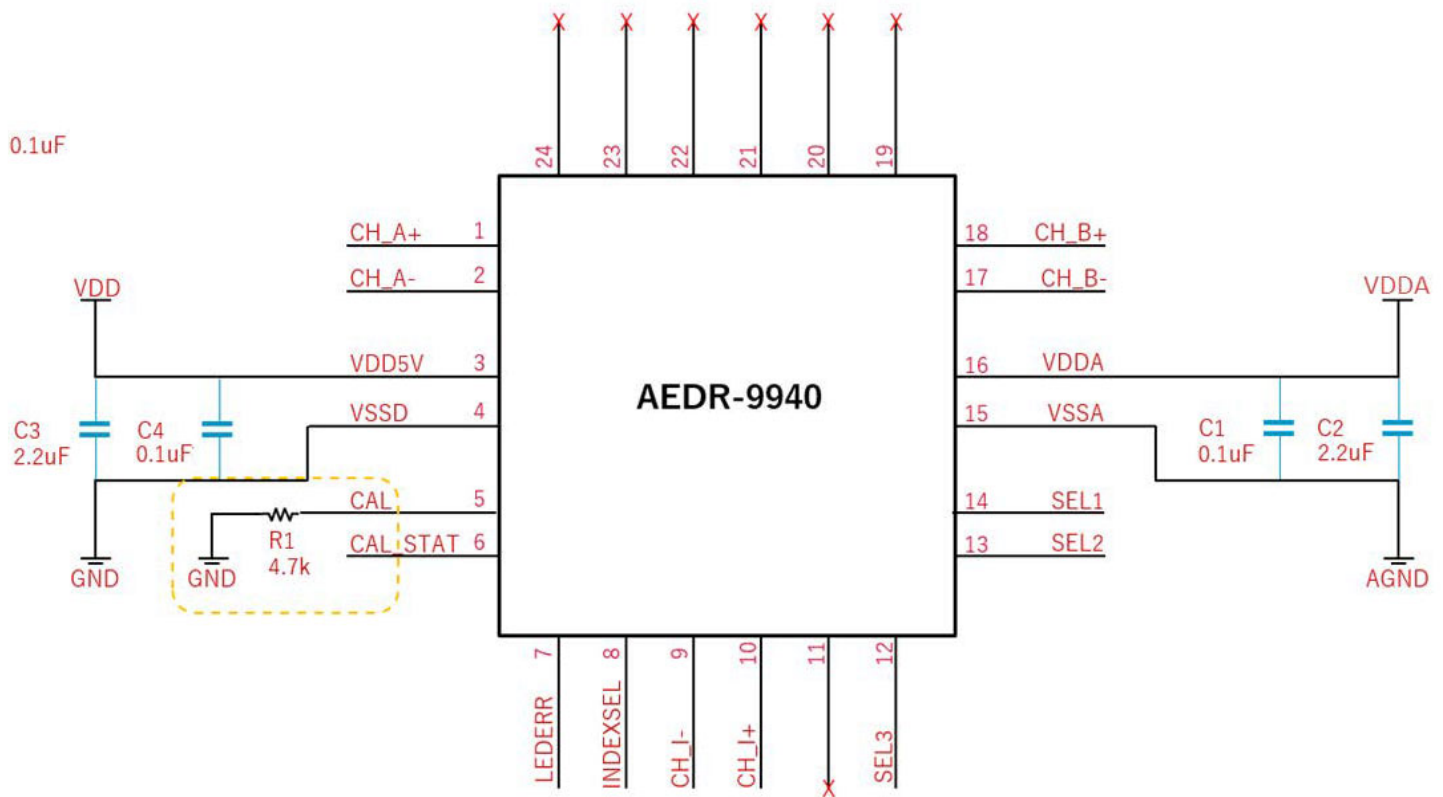 X X X X X X
0.1uF
24 23 22 21 20 19
CH_A+ 1
18 CH_B+
CH_A- 2
17 CH_B-
VDD
VDDA
VDD5V 3
16 VDDA
AEDR-9940
VSSD 4
15 VSSA
C3
2.2uF
C4
0.1uF
C1
0.1uF
C2
2.2uF
CAL 5
14 SEL1
R1
4.7k
CAL_STAT 6
13 SEL2
GND
GND
AGND
7 8 9 10 11 12
LEDERR
INDEXSEL
CH_I-
CH_I+
X
SEL3